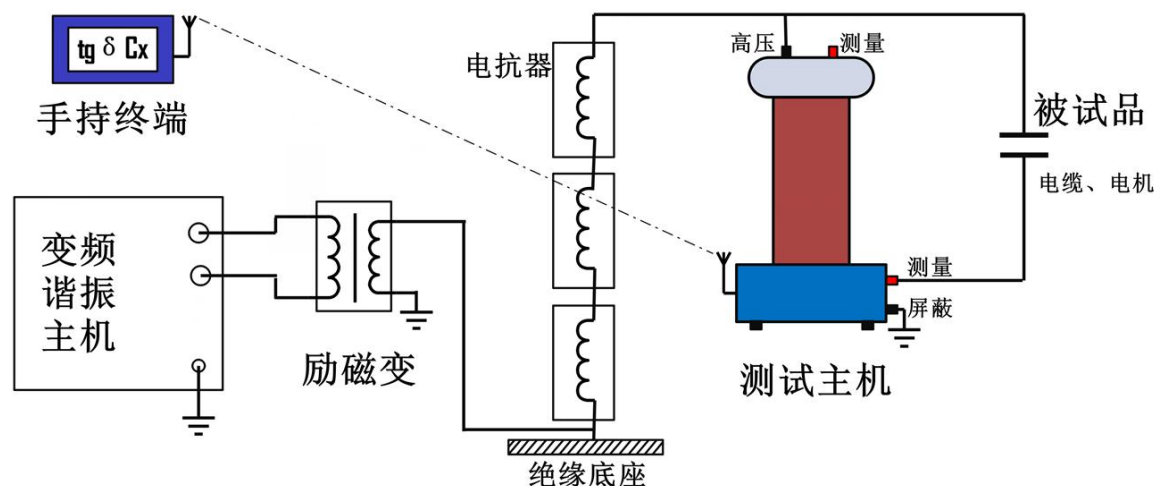 tg δ Cx
手持终端
电抗器
高压
测量
被试品
电缆、电机
变频
谐振
主机
励磁变
测量
屏蔽
测试主机
绝缘底座